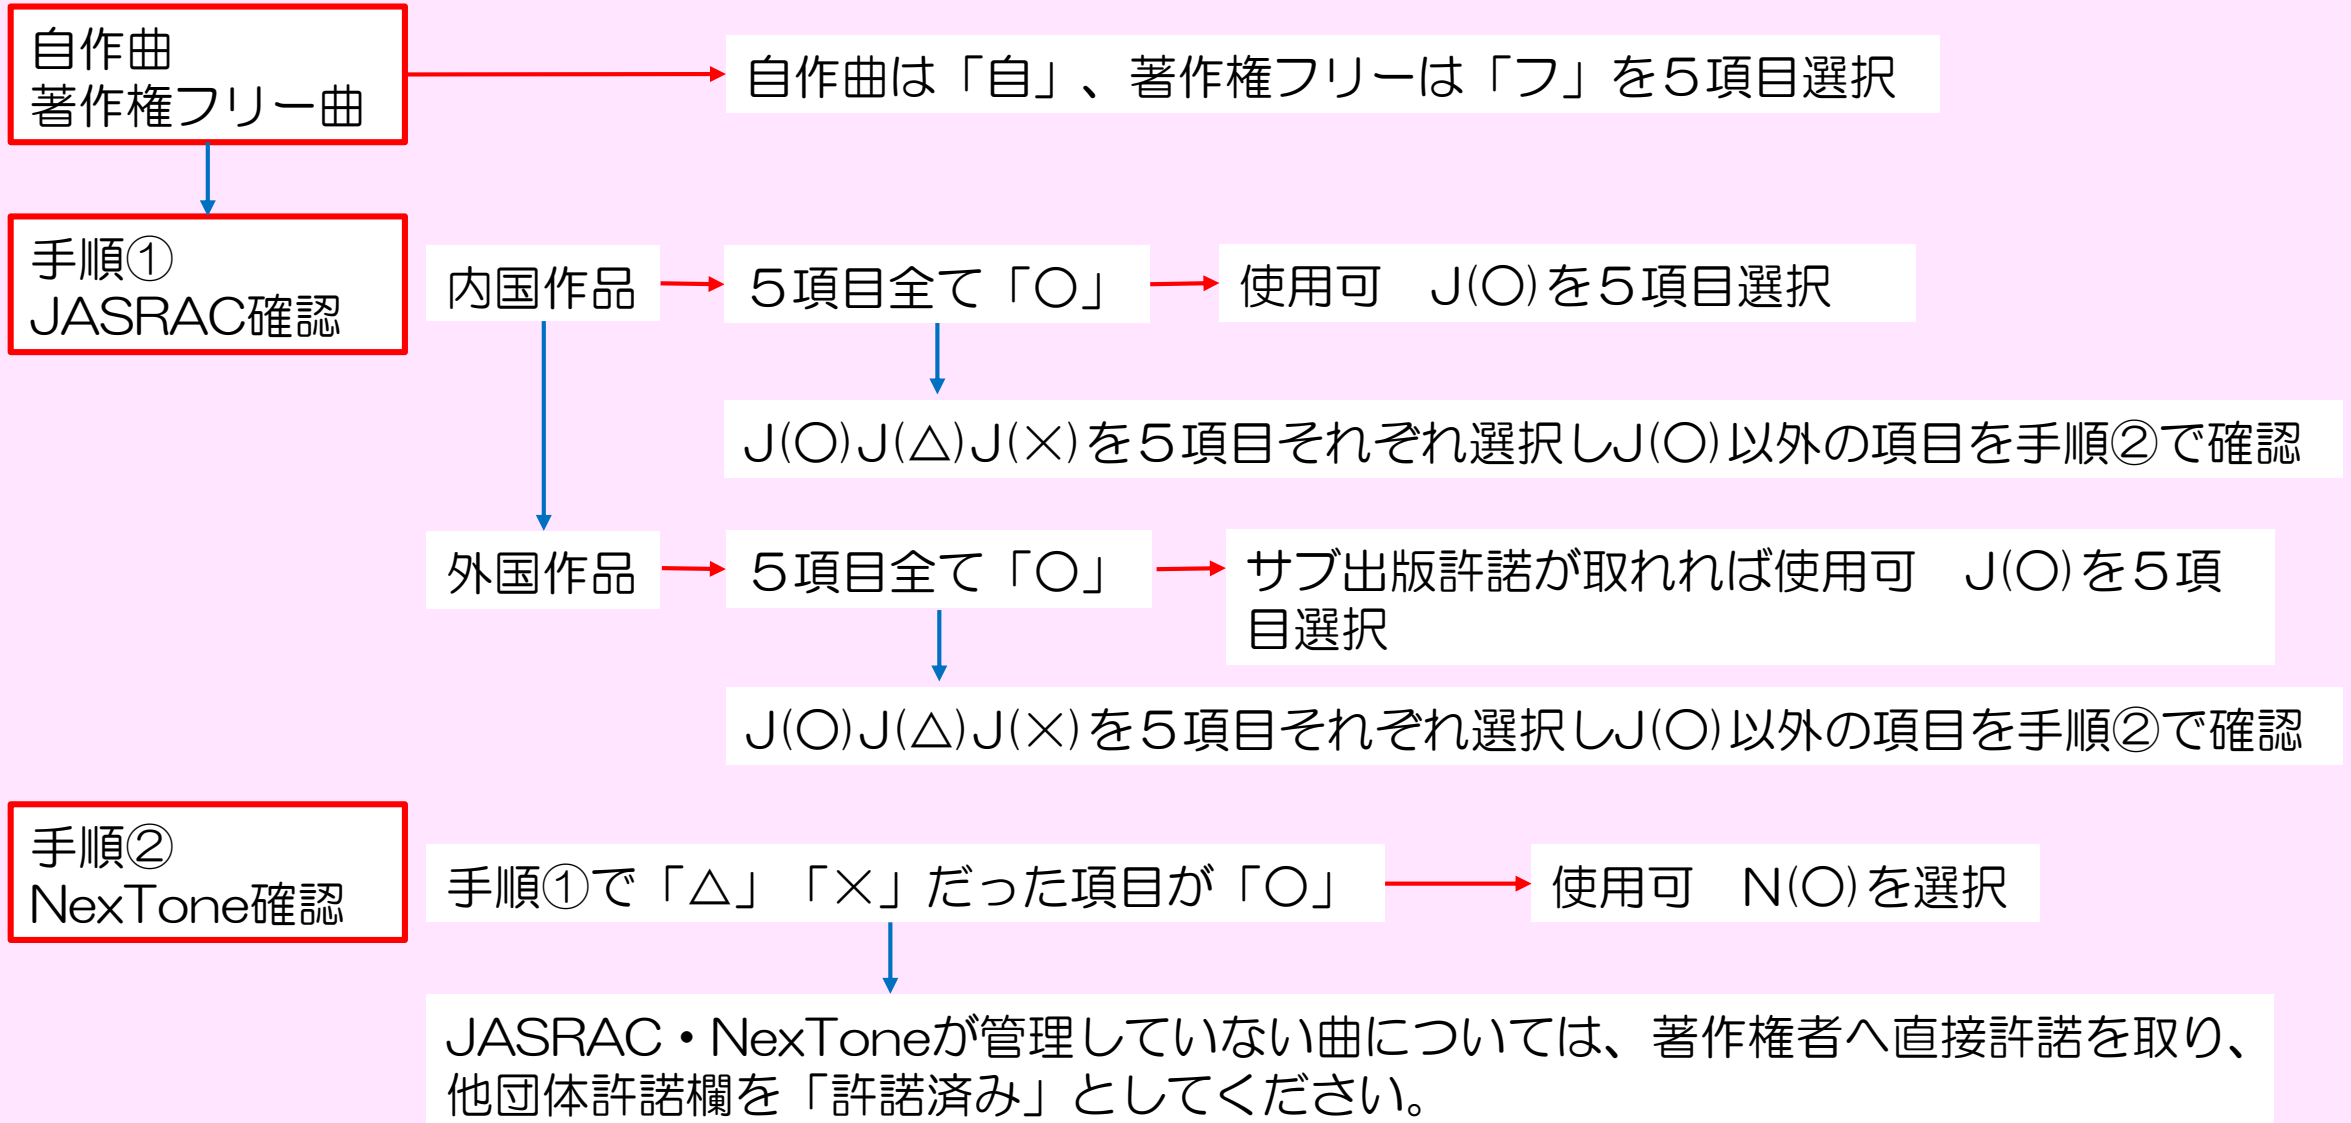 自作曲
著作権フリー曲
自作曲は「自」、著作権フリーは「フ」を５項目選択
手順①
JASRAC確認
内国作品
５項目全て「〇」
使用可　J(〇)を５項目選択
J(〇)J(△)J(×)を５項目それぞれ選択しJ(〇)以外の項目を手順②で確認
外国作品
５項目全て「〇」
サブ出版許諾が取れれば使用可　J(〇)を５項
目選択
J(〇)J(△)J(×)を５項目それぞれ選択しJ(〇)以外の項目を手順②で確認
手順②
NexTone確認
手順①で「△」「×」だった項目が「〇」
使用可　N(〇)を選択
JASRAC・NexToneが管理していない曲については、著作権者へ直接許諾を取り、
他団体許諾欄を「許諾済み」としてください。